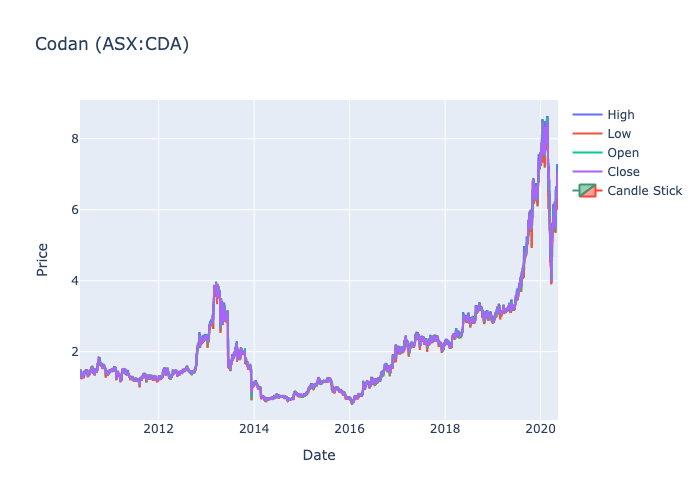 Codan (ASX:CDA)
High
Low
Open
Close
Candle Stick
8
6
4
2
Price
2012 2014 2016 2018 2020
Date